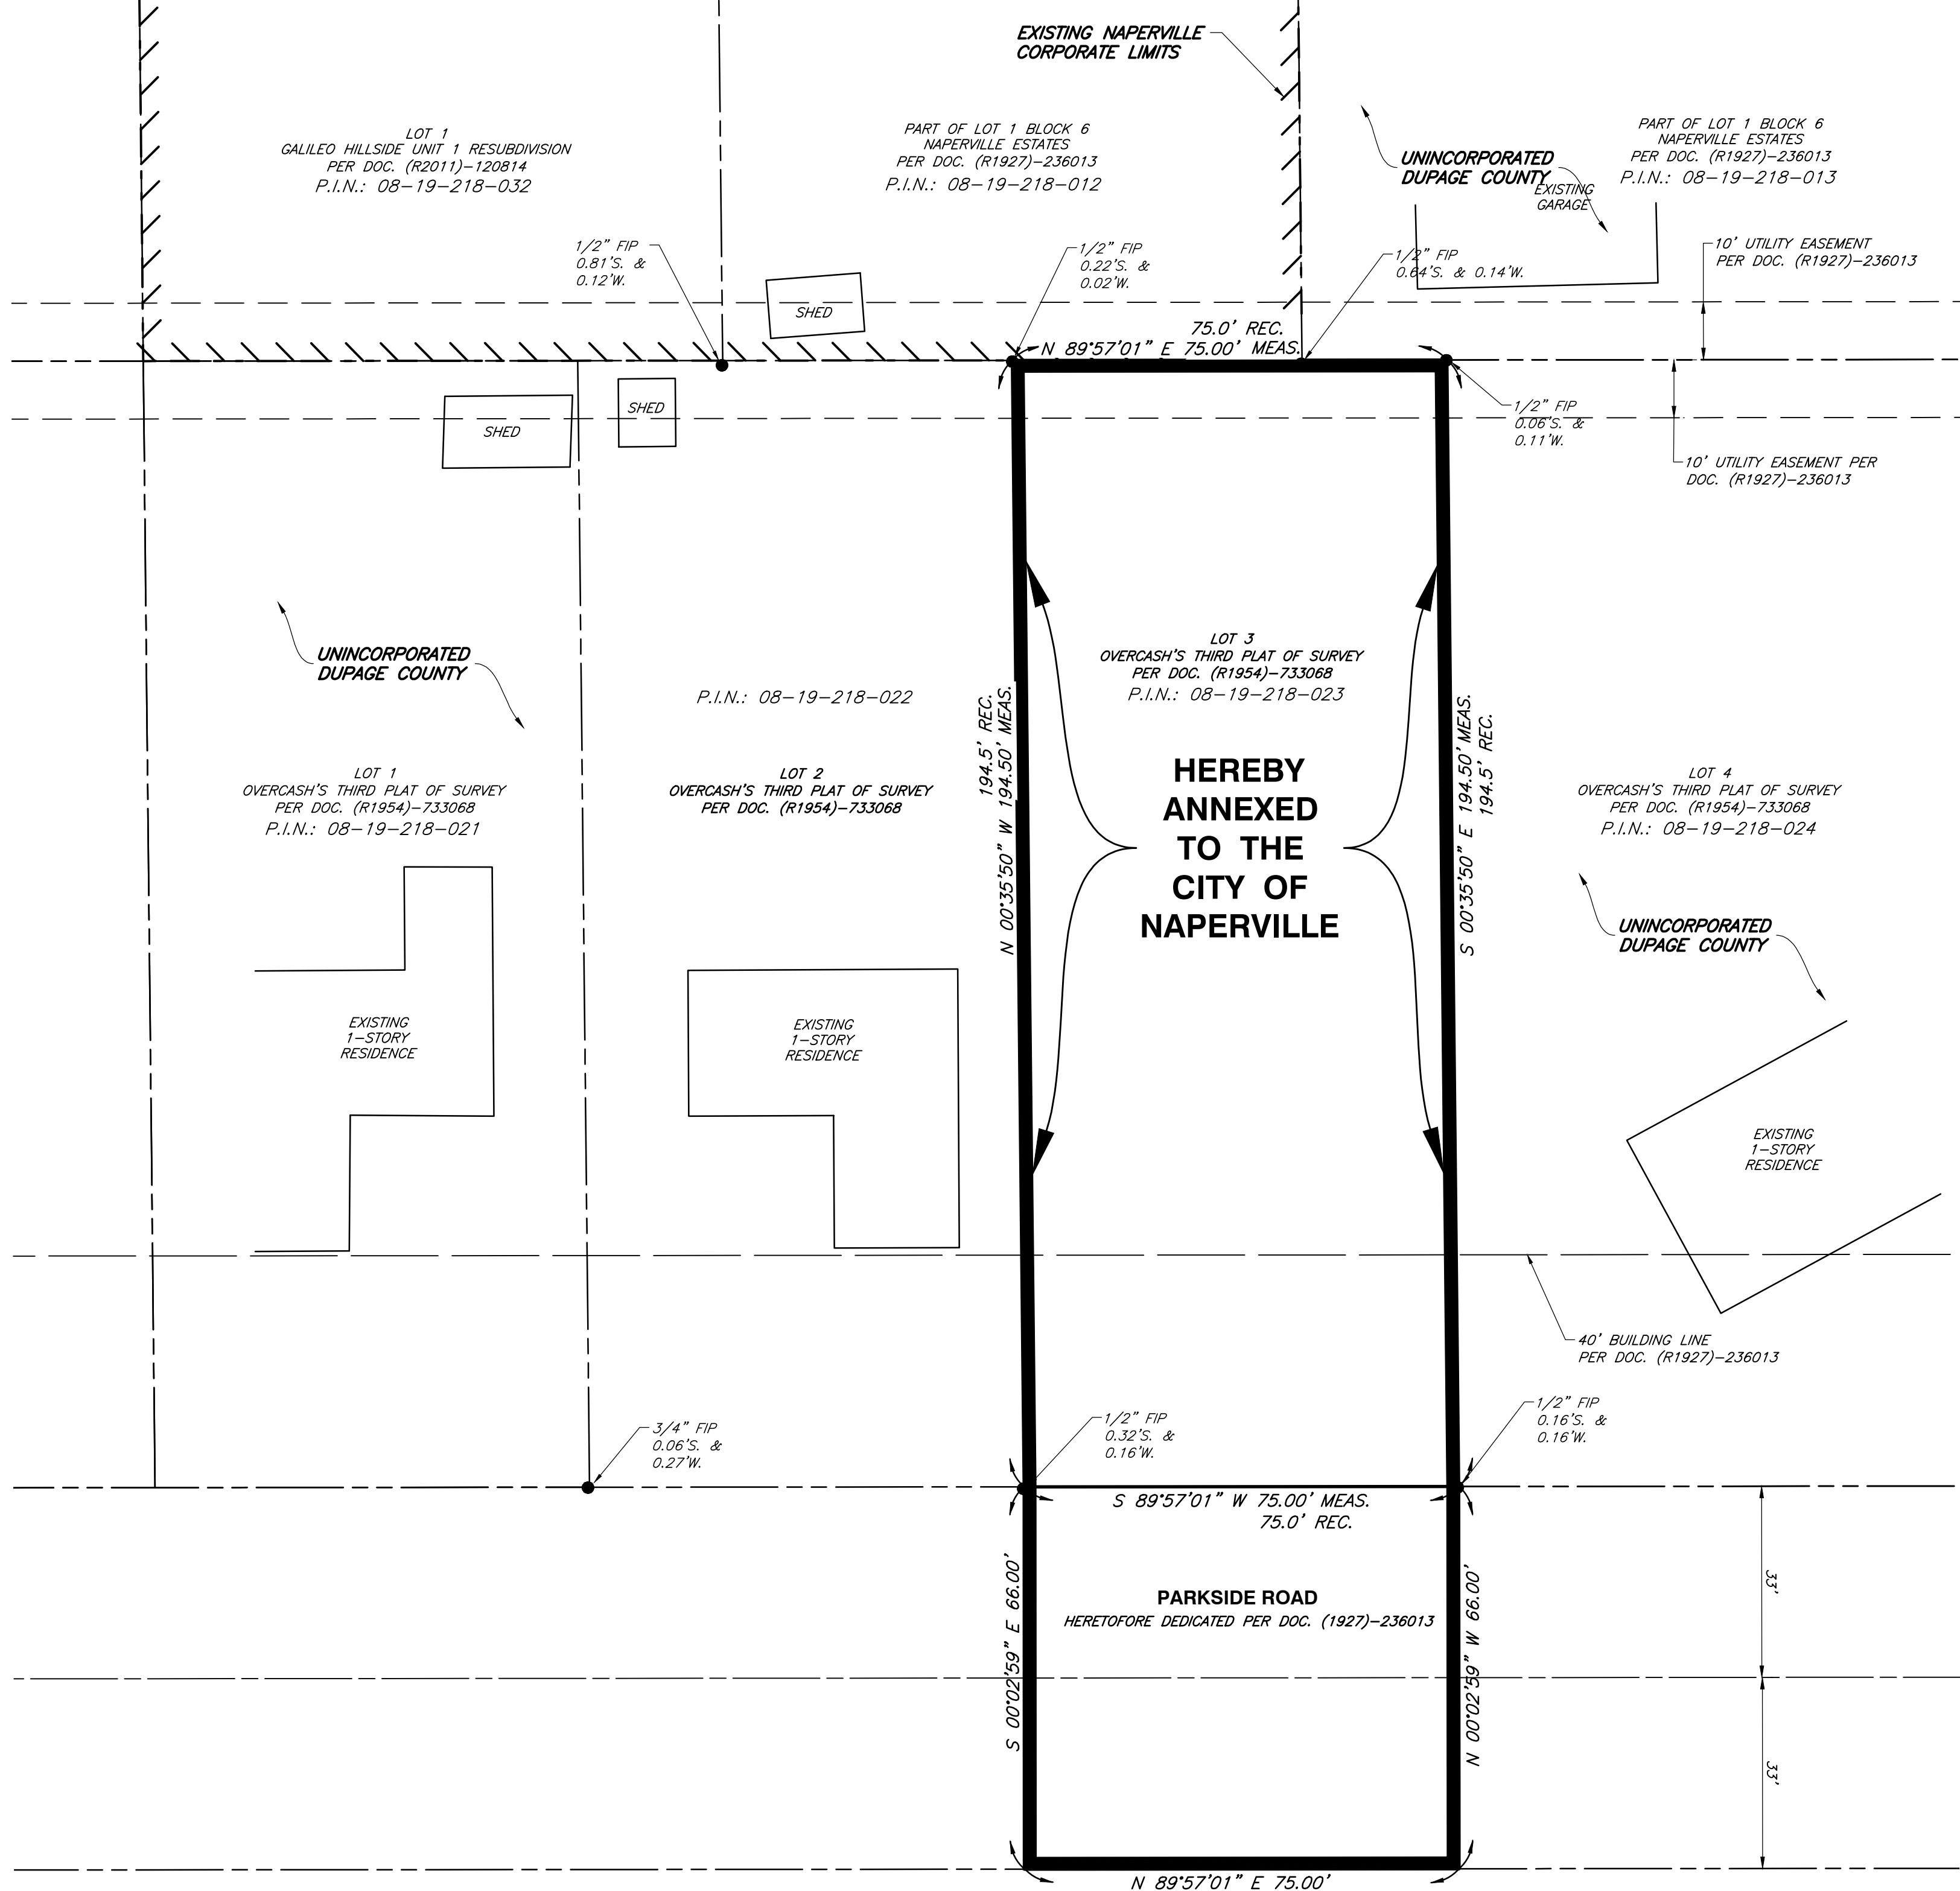 EXISTING NAPERVILLE
CORPORATE LIMITS
LOT 1
GALILEO HILLSIDE UNIT 1 RESUBDIVISION
PER DOC. (R2011)-120814
P.I.N.: 08-19-218-032
PART OF LOT 1 BLOCK 6
NAPERVILLE ESTATES
PER DOC. (R1927)-236013
P.I.N.: 08-19-218-012
UNINCORPORATED
DUPAGE COUNTY
EXISTING
GARAGE
PART OF LOT 1 BLOCK 6
NAPERVILLE ESTATES
PER DOC. (R1927)-236013
P.I.N.: 08-19-218-013
1/2" FIP
0.81'S. &
0.12'W.
1/2" FIP
0.22'S. &
0.02'W.
1/2" FIP
0.64'S. & 0.14'W.
10' UTILITY EASEMENT
PER DOC. (R1927)-236013
SHED
75.0' REC.
N 89°57'01" E 75.00' MEAS.
SHED
SHED
1/2" FIP
0.06'S. &
0.11'W.
10' UTILITY EASEMENT PER
DOC. (R1927)-236013
UNINCORPORATED
DUPAGE COUNTY
P.I.N.: 08-19-218-022
LOT 3
OVERCASH'S THIRD PLAT OF SURVEY
PER DOC. (R1954)-733068
P.I.N.: 08-19-218-023
194.5' REC.
N 00°35'50" W 194.50' MEAS.
S 00°35'50" E 194.50' MEAS.
194.5' REC.
LOT 1
OVERCASH'S THIRD PLAT OF SURVEY
PER DOC. (R1954)-733068
P.I.N.: 08-19-218-021
LOT 2
OVERCASH'S THIRD PLAT OF SURVEY
PER DOC. (R1954)-733068
HEREBY
ANNEXED
TO THE
CITY OF
NAPERVILLE
LOT 4
OVERCASH'S THIRD PLAT OF SURVEY
PER DOC. (R1954)-733068
P.I.N.: 08-19-218-024
UNINCORPORATED
DUPAGE COUNTY
EXISTING
1-STORY
RESIDENCE
EXISTING
1-STORY
RESIDENCE
EXISTING
1-STORY
RESIDENCE
40' BUILDING LINE
PER DOC. (R1927)-236013
3/4" FIP
0.06'S. &
0.27'W.
1/2" FIP
0.32'S. &
0.16'W.
1/2" FIP
0.16'S. &
0.16'W.
S 89°57'01" W 75.00' MEAS.
75.0' REC.
S 00°02'59" E 66.00'
PARKSIDE ROAD
HERETOFORE DEDICATED PER DOC. (1927)-236013
N 00°02'59" W 66.00'
33'
33'
N 89°57'01" E 75.00'